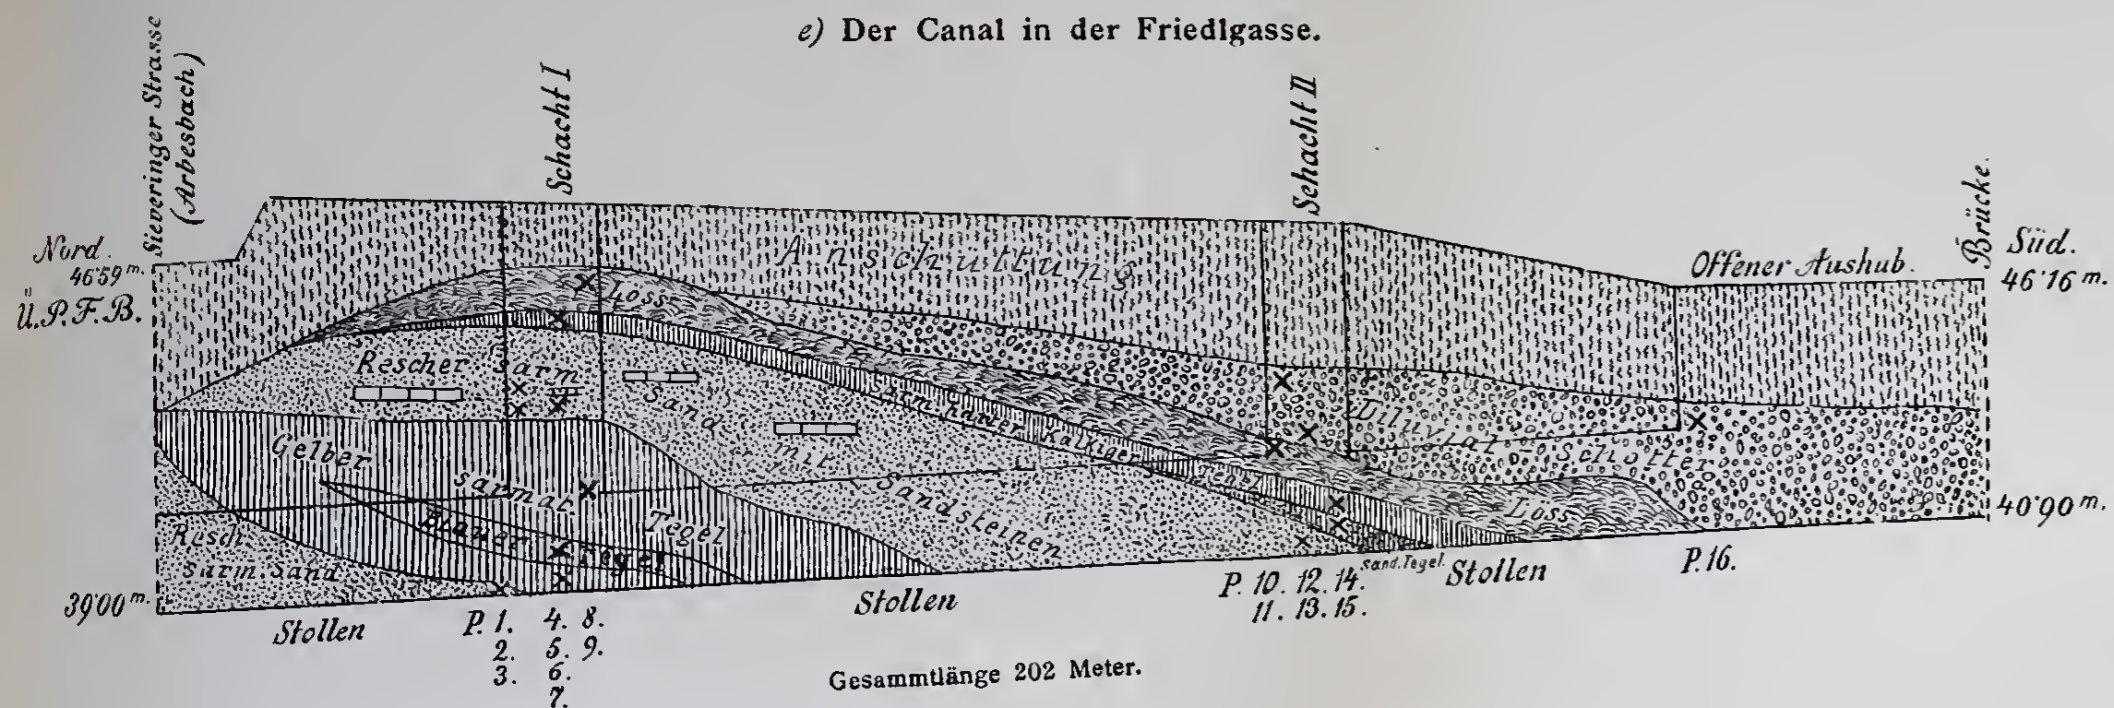 e) Der Canal in der Friedlgasse.
Sieveringer Strasse
(Arbesbach)
Schacht I
Schacht II
Brücke.
Nord.
46·59 m.
Ü.P.F.B.
Süd.
46·16 m.
Offener Aushub.
Anschüttung
Löss
Rescher sarm.
Sand
mit
Sandsteinen
kalkiger
Diluvial Schotter
Gelber
sarmat.
Tegel
Blauer Tegel
Löss
Resch.
sarm. Sand
40·90 m.
39·00 m.
Stollen
Stollen
Stollen
Sand. Tegel.
P. 1. 4. 8.
2. 5. 9.
3. 6.
7.
P. 10. 12. 14.
11. 13. 15.
P. 16.
Gesammtlänge 202 Meter.